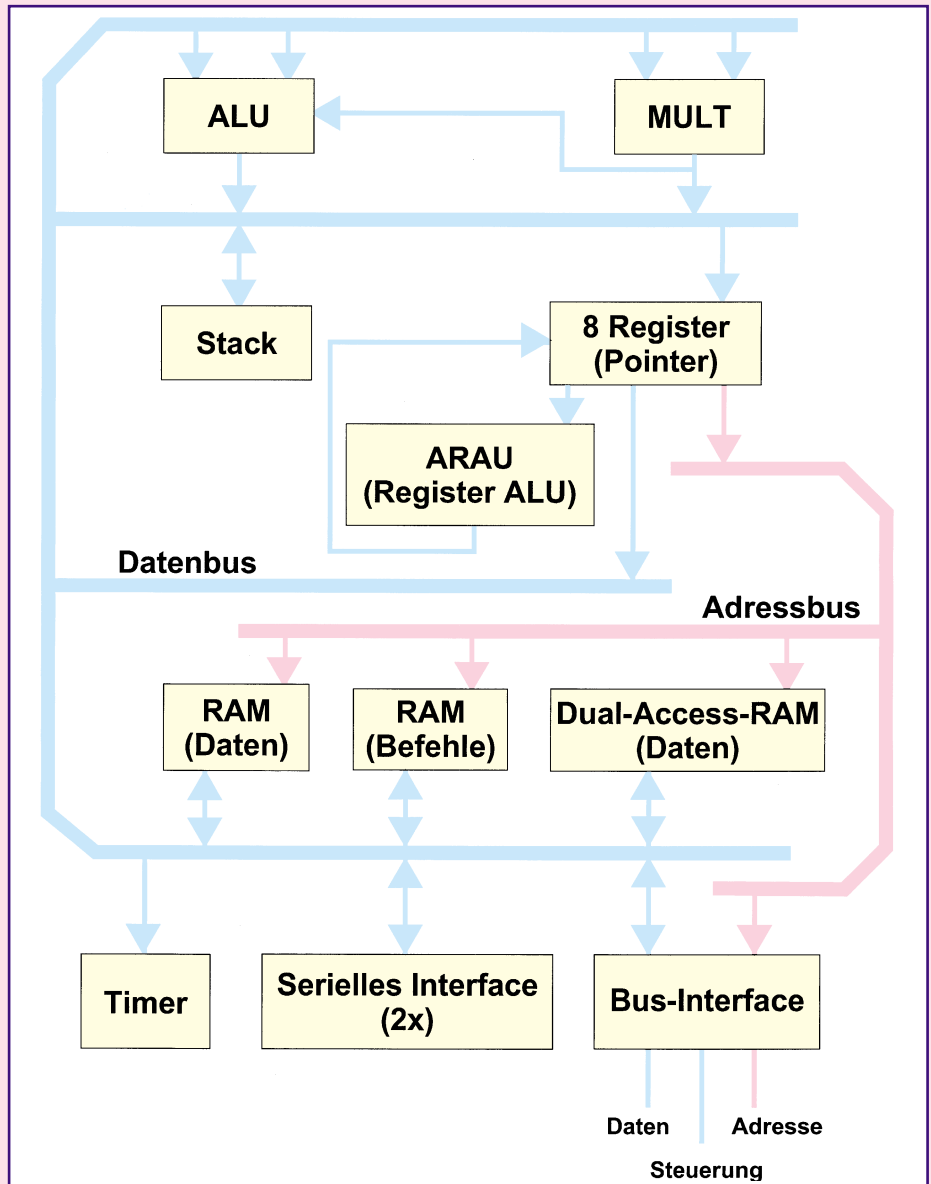 ALU
MULT
Stack
8 Register
(Pointer)
ARAU
(Register ALU)
Datenbus
Adressbus
RAM
(Daten)
RAM
(Befehle)
Dual-Access-RAM
(Daten)
Timer
Serielles Interface
(2x)
Bus-Interface
Daten
Adresse
Steuerung